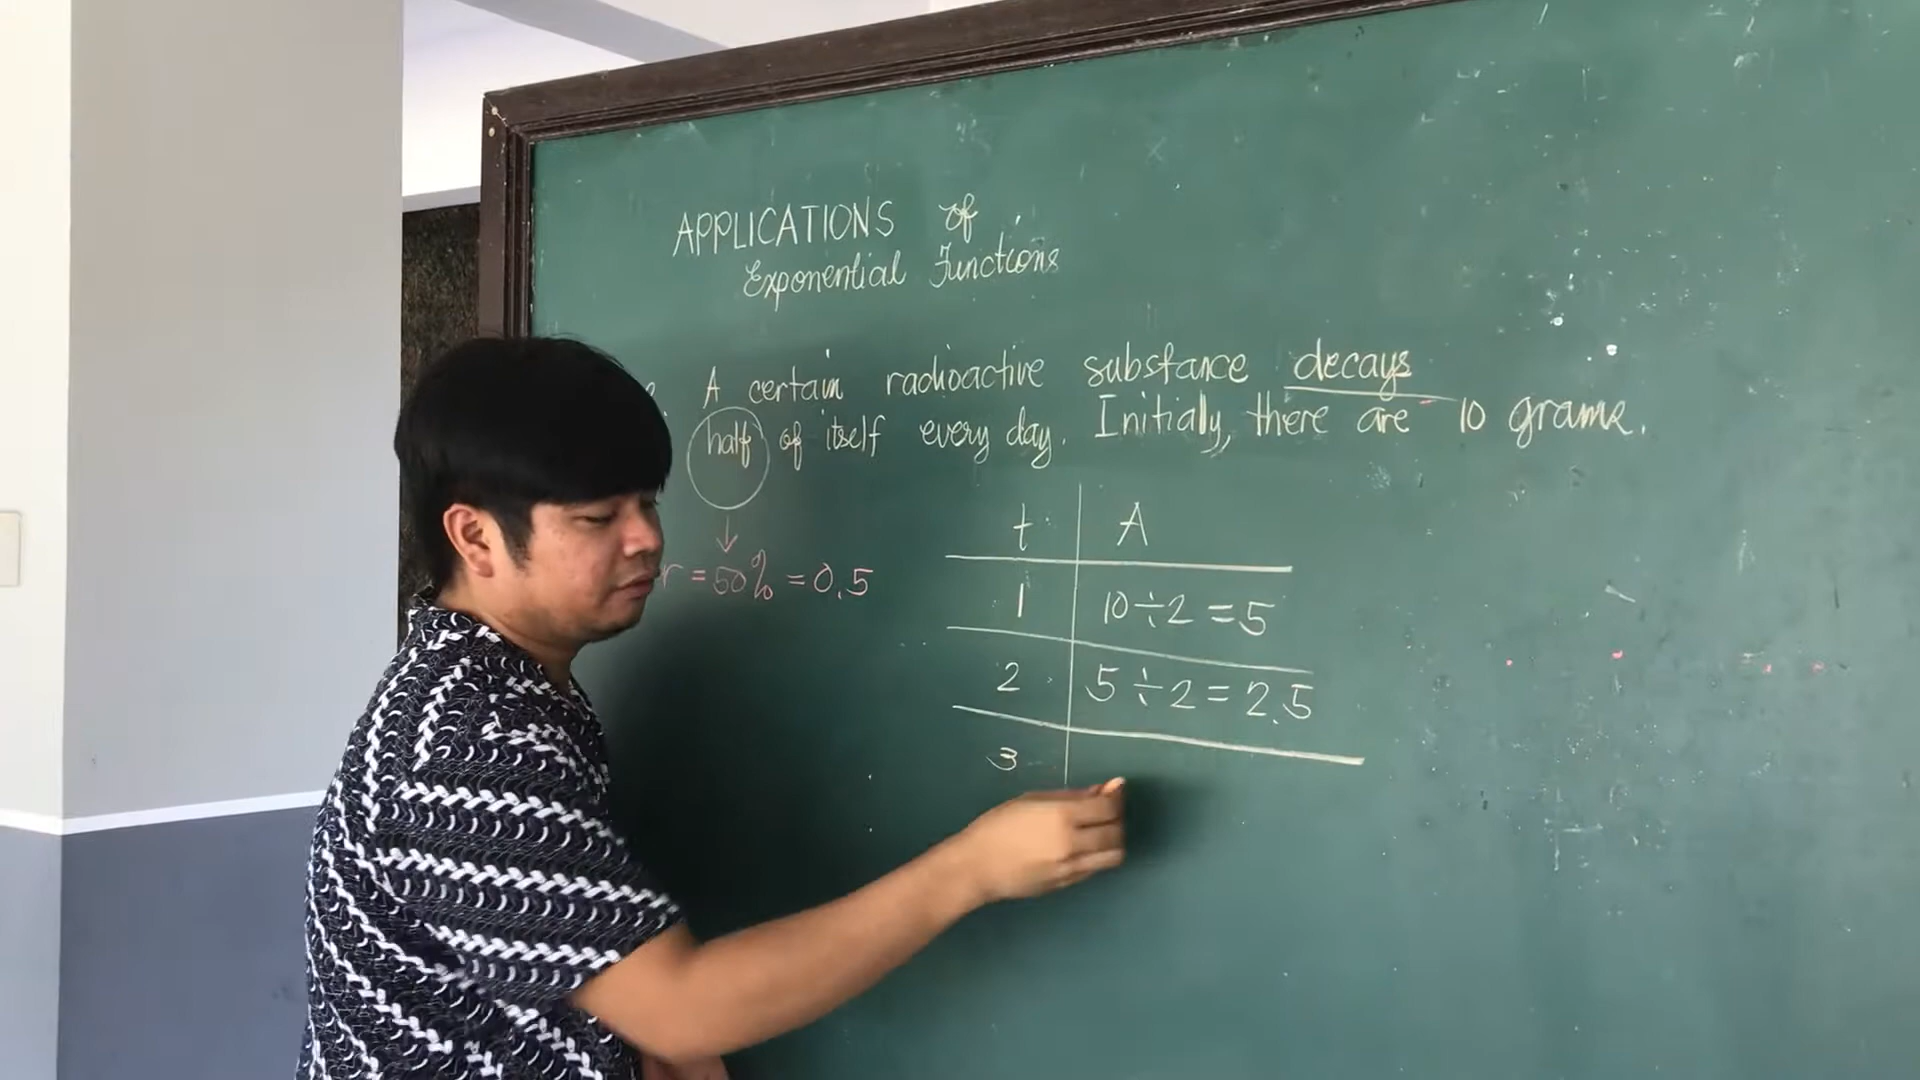 APPLICATIONS of
Exponential Functions
A certain radioactive substance decays
half of itself every day. Initially, there are 10 grams.
r = 50% = 0.5
t A
1 10 ÷ 2 = 5
2 5 ÷ 2 = 2.5
3